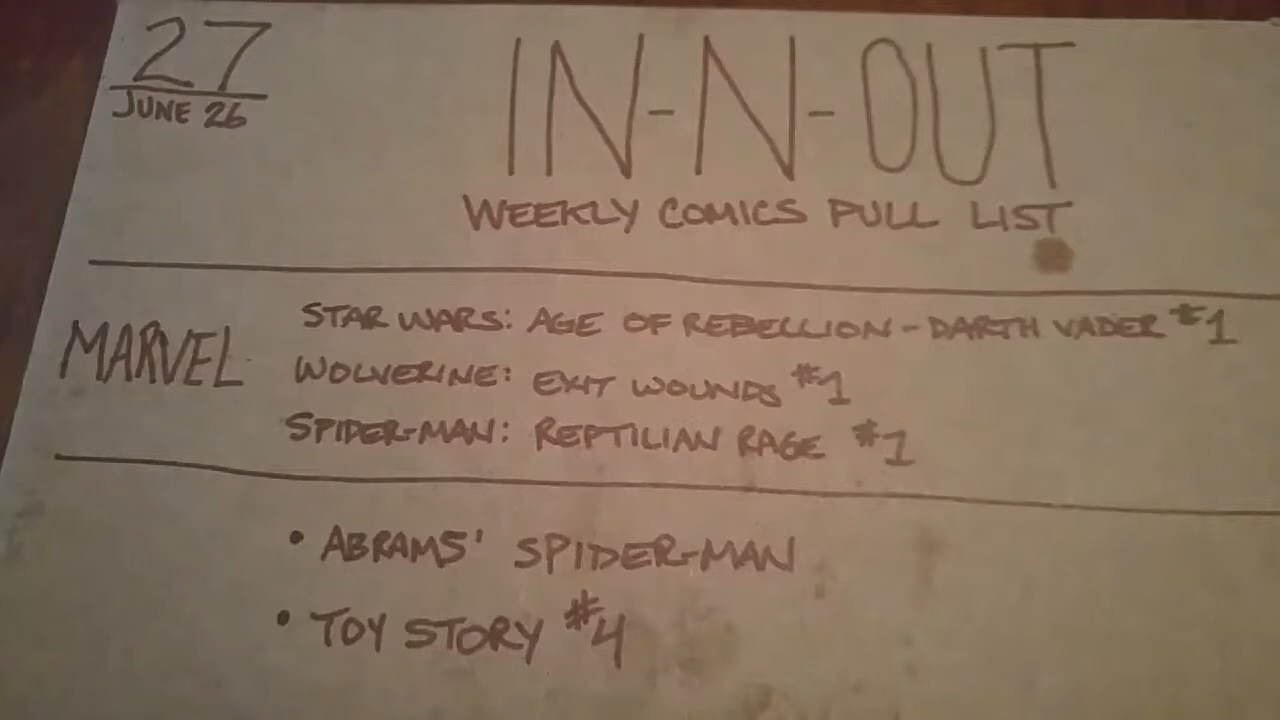 27
JUNE 26
IN-N-OUT
WEEKLY COMICS PULL LIST
MARVEL
STAR WARS: AGE OF REBELLION - DARTH VADER #1
WOLVERINE: EXIT WOUNDS #1
SPIDER-MAN: REPTILIAN RAGE #1
• ABRAMS' SPIDER-MAN
• TOY STORY #4